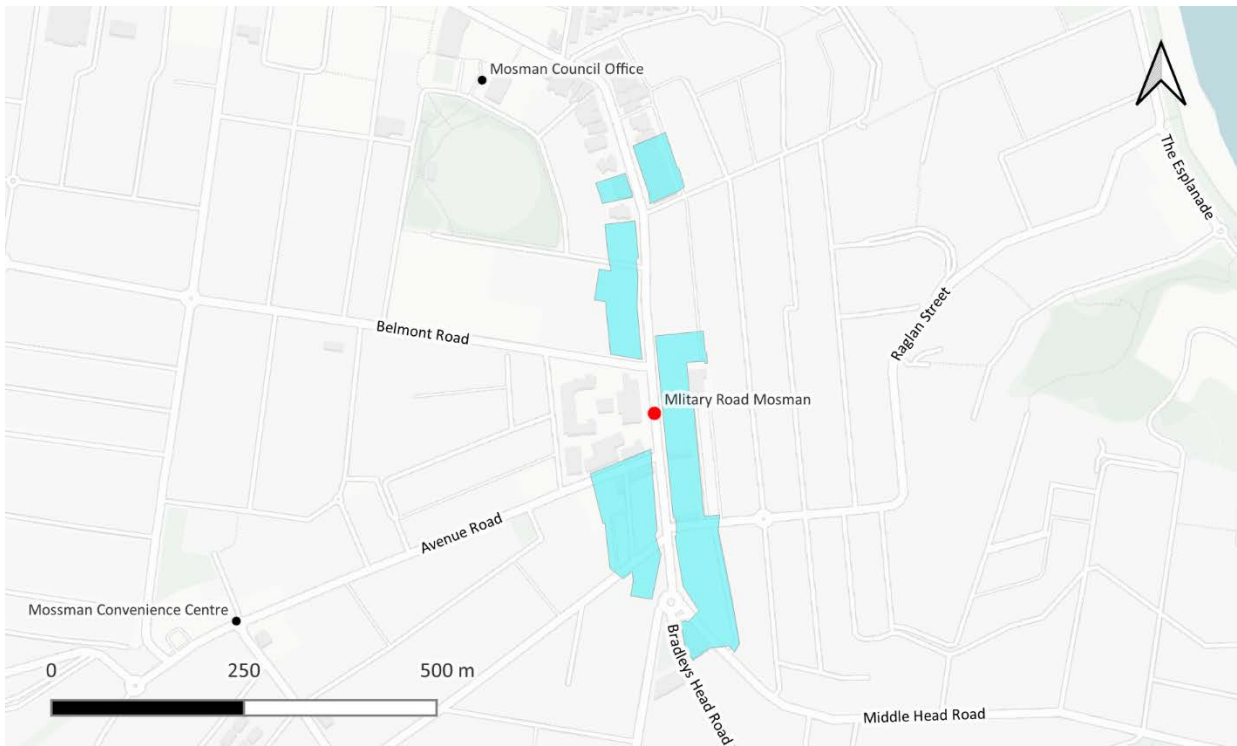 Mosman Council Office
The Esplanade
Raglan Street
Belmont Road
Mlitary Road Mosman
Avenue Road
Mossman Convenience Centre
Bradleys Head Road
Middle Head Road
0 250 500 m